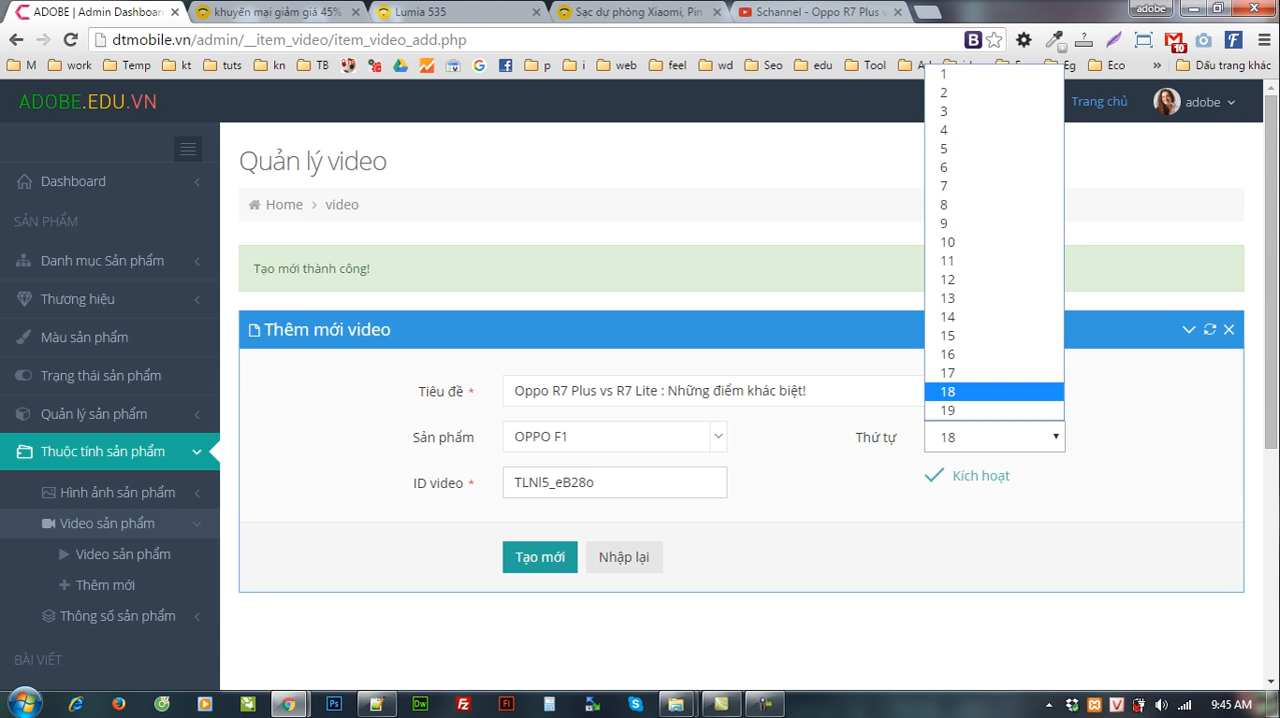 ADOBE | Admin Dashboar
khuyến mại giảm giá 45%
Lumia 535
Sạc dự phòng Xiaomi, Pin
Schannel - Oppo R7 Plus v
adobe
dtmobile.vn/admin/__item_video/item_video_add.php
M
work
Temp
kt
tuts
kn
TB
p
i
web
feel
wd
Seo
edu
Tool
Eg
Eco
»
Dấu trang khác
ADOBE.EDU.VN
Trang chủ
adobe
Dashboard
SẢN PHẨM
Danh mục Sản phẩm
Thương hiệu
Màu sản phẩm
Trạng thái sản phẩm
Quản lý sản phẩm
Thuộc tính sản phẩm
Hình ảnh sản phẩm
Video sản phẩm
Video sản phẩm
Thêm mới
Thông số sản phẩm
BÀI VIẾT
Quản lý video
Home > video
Tạo mới thành công!
Thêm mới video
Tiêu đề *
Oppo R7 Plus vs R7 Lite : Những điểm khác biệt!
Sản phẩm
OPPO F1
Thứ tự
18
ID video *
TLNI5_eB28o
Kích hoạt
Tạo mới
Nhập lại
1
2
3
4
5
6
7
8
9
10
11
12
13
14
15
16
17
18
19
10
9:45 AM